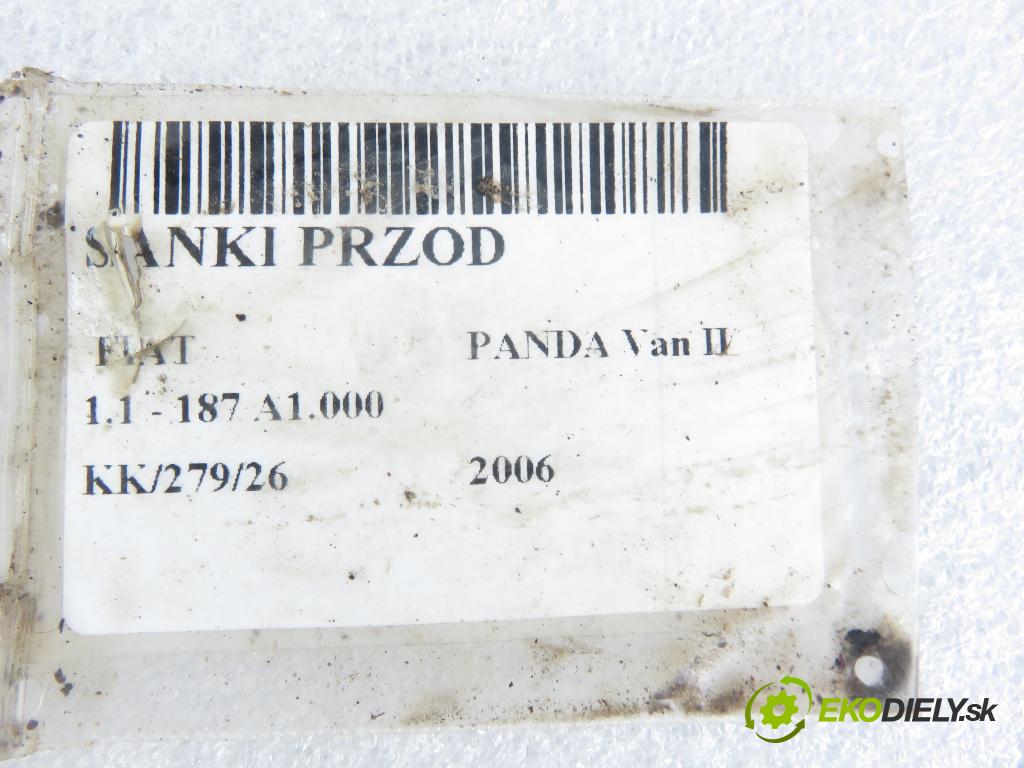 SANKI PRZOD
FIAT PANDA Van II
1.1 - 187 A1.000
KK/279/26 2006
EKODIELY.sk